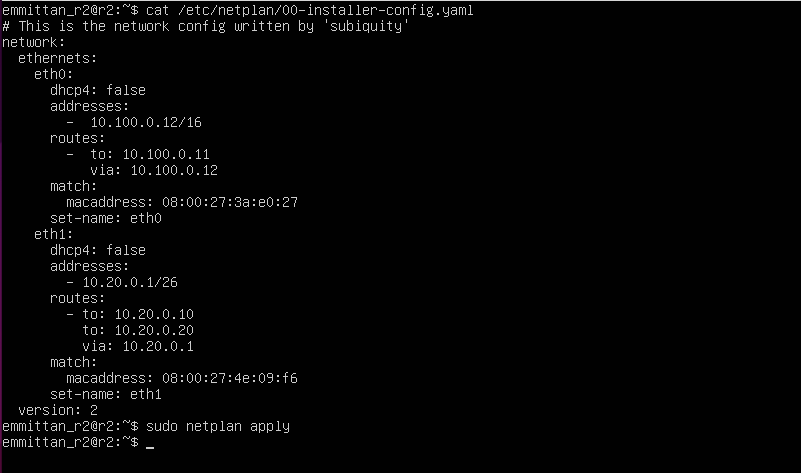 emmittan_r2@r2:~$ cat /etc/netplan/00-installer-config.yaml
# This is the network config written by 'subiquity'
network:
  ethernets:
    eth0:
      dhcp4: false
      addresses:
        -  10.100.0.12/16
      routes:
        -  to: 10.100.0.11
           via: 10.100.0.12
      match:
        macaddress: 08:00:27:3a:e0:27
      set-name: eth0
    eth1:
      dhcp4: false
      addresses:
        - 10.20.0.1/26
      routes:
        - to: 10.20.0.10
          to: 10.20.0.20
          via: 10.20.0.1
      match:
        macaddress: 08:00:27:4e:09:f6
      set-name: eth1
  version: 2
emmittan_r2@r2:~$ sudo netplan apply
emmittan_r2@r2:~$ _